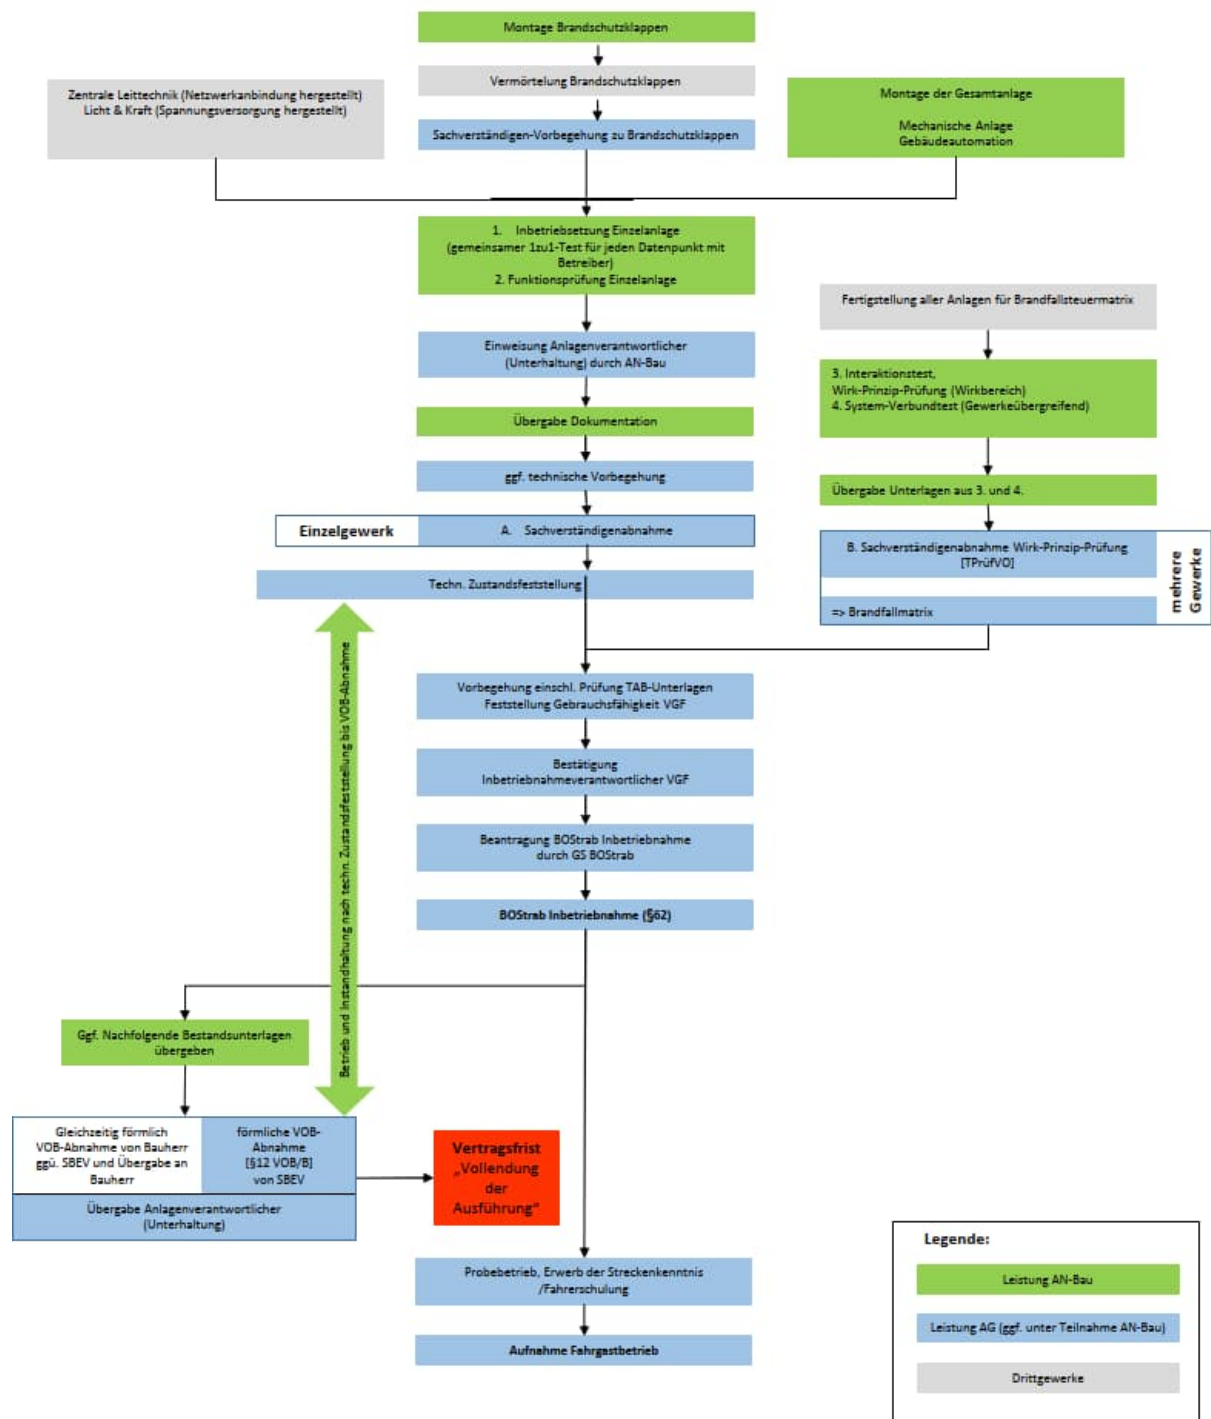 Montage Brandschutzklappen
Vermörtelung Brandschutzklappen
Zentrale Leittechnik (Netzwerkanbindung hergestellt)
Licht & Kraft (Spannungsversorgung hergestellt)
Sachverständigen-Vorbegehung zu Brandschutzklappen
Montage der Gesamtanlage
Mechanische Anlage
Gebäudeautomation
1. Inbetriebsetzung Einzelanlage
(gemeinsamer 1zu1-Test für jeden Datenpunkt mit
Betreiber)
2. Funktionsprüfung Einzelanlage
Einweisung Anlagenverantwortlicher
(Unterhaltung) durch AN-Bau
Übergabe Dokumentation
ggf. technische Vorbegehung
Einzelgewerk
A. Sachverständigenabnahme
Techn. Zustandsfeststellung
Fertigstellung aller Anlagen für Brandfallsteuermatrix
3. Interaktionstest,
Wirk-Prinzip-Prüfung (Wirkbereich)
4. System-Verbundtest (Gewerkeübergreifend)
Übergabe Unterlagen aus 3. und 4.
B. Sachverständigenabnahme Wirk-Prinzip-Prüfung
[TPrüfVO]
=> Brandfallmatrix
mehrere
Gewerke
Betrieb und Instandhaltung nach techn. Zustandsfeststellung bis VOB-Abnahme
Vorbegehung einschl. Prüfung TAB-Unterlagen
Feststellung Gebrauchsfähigkeit VGF
Bestätigung
Inbetriebnahmeverantwortlicher VGF
Beantragung BOStrab Inbetriebnahme
durch GS BOStrab
BOStrab Inbetriebnahme (§62)
Ggf. Nachfolgende Bestandsunterlagen
übergeben
Gleichzeitig förmlich
VOB-Abnahme von Bauherr
ggü. SBEV und Übergabe an
Bauherr
förmliche VOB-
Abnahme
[§12 VOB/B]
von SBEV
Übergabe Anlagenverantwortlicher
(Unterhaltung)
Vertragsfrist
„Vollendung
der
Ausführung“
Probebetrieb, Erwerb der Streckenkenntnis
/Fahrerschulung
Aufnahme Fahrgastbetrieb
Legende:
Leistung AN-Bau
Leistung AG (ggf. unter Teilnahme AN-Bau)
Drittgewerke